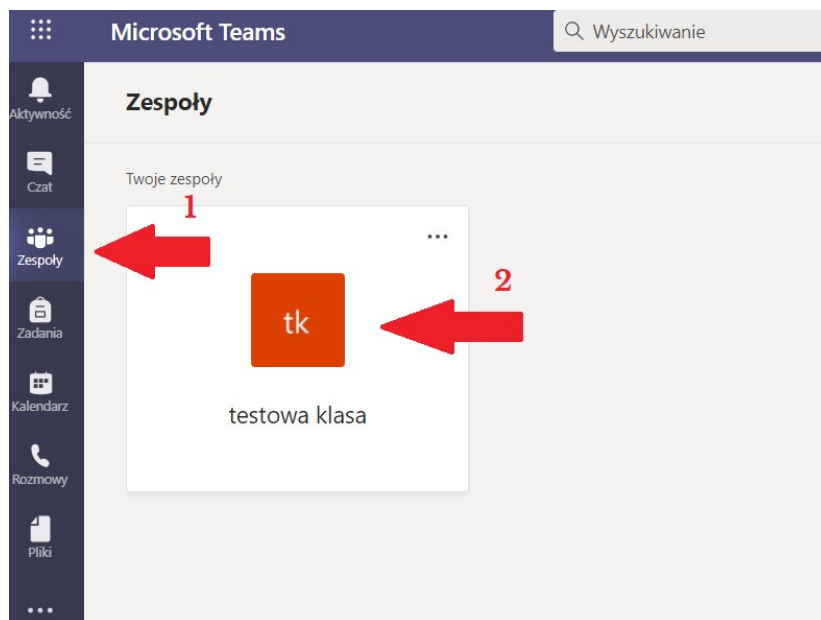 Microsoft Teams
Wyszukiwanie
Aktywność
Czat
Zespoły
Zadania
Kalendarz
Rozmowy
Pliki
Zespoły
Twoje zespoły
1
tk
2
testowa klasa